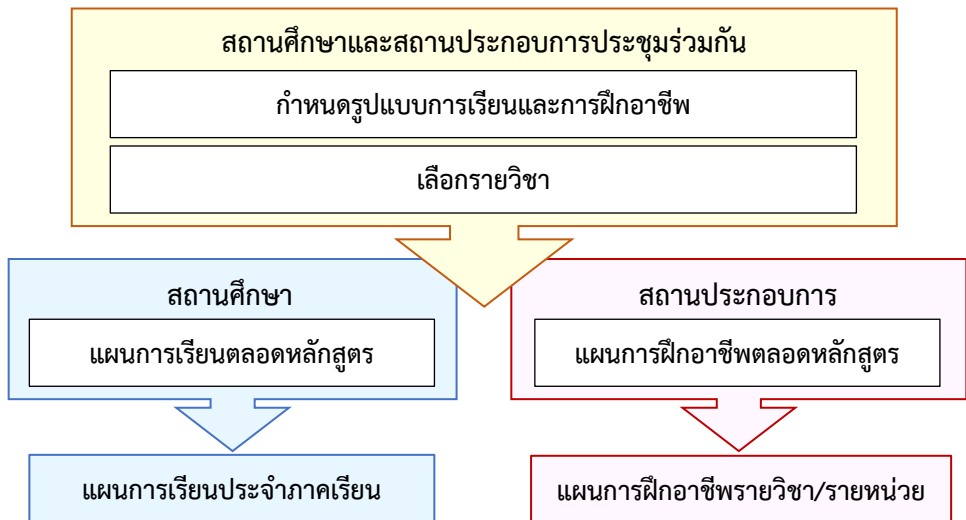 สถานศึกษาและสถานประกอบการประชุมร่วมกัน
กำหนดรูปแบบการเรียนและการฝึกอาชีพ
เลือกรายวิชา
สถานศึกษา
แผนการเรียนตลอดหลักสูตร
สถานประกอบการ
แผนการฝึกอาชีพตลอดหลักสูตร
แผนการเรียนประจำภาคเรียน
แผนการฝึกอาชีพรายวิชา/รายหน่วย